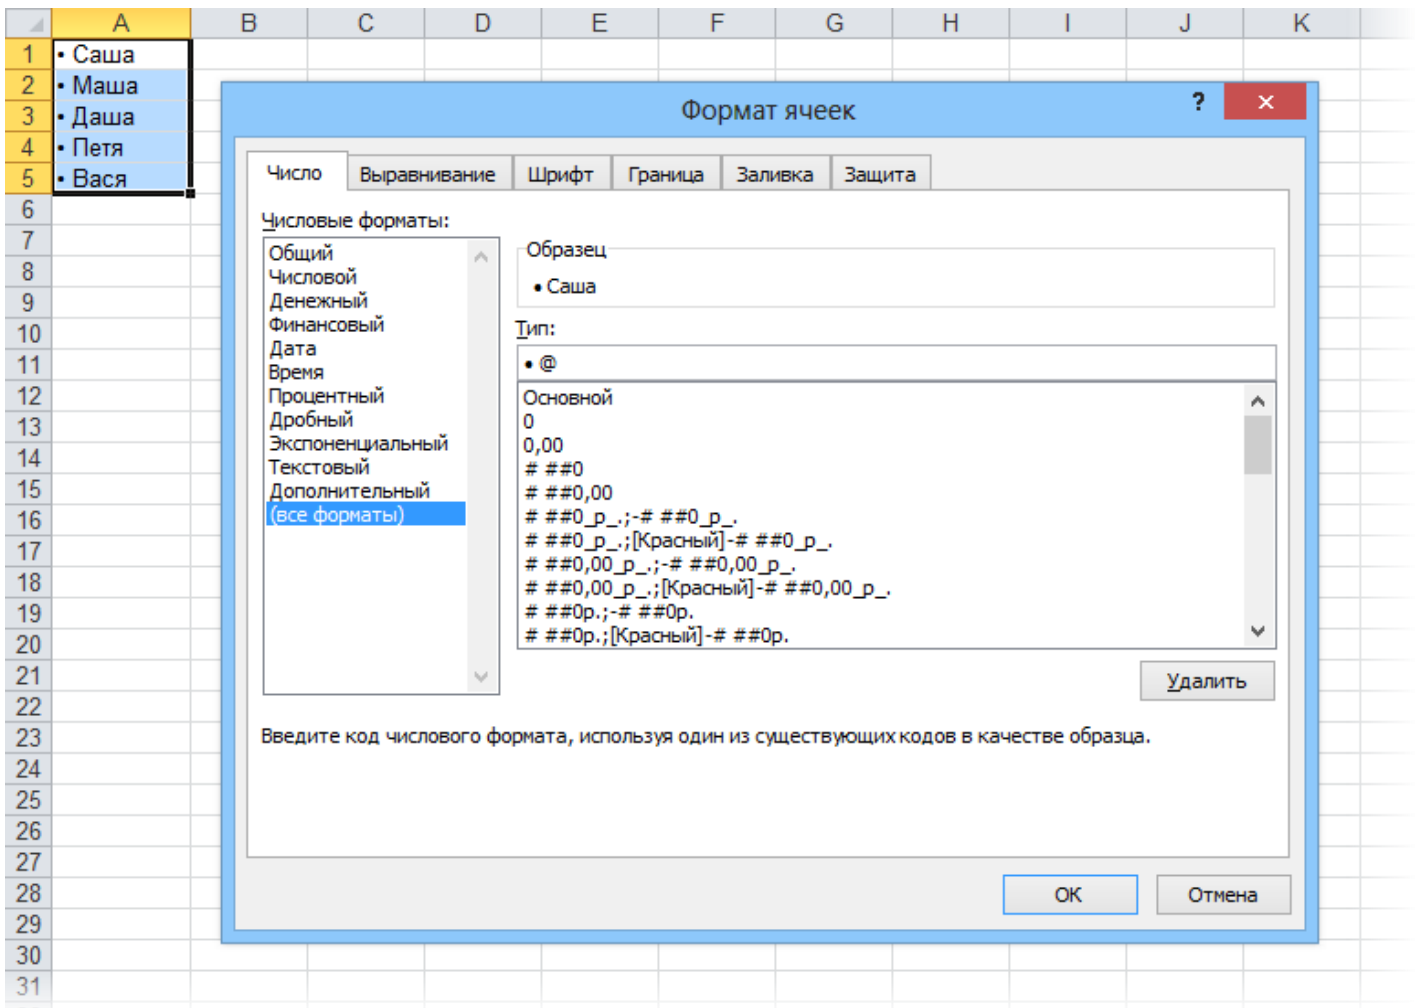 A B C D E F G H I J K
1 • Саша
2 • Маша
3 • Даша
4 • Петя
5 • Вася
6
7
8
9
10
11
12
13
14
15
16
17
18
19
20
21
22
23
24
25
26
27
28
29
30
31
Формат ячеек ? ×
Число Выравнивание Шрифт Граница Заливка Защита
Числовые форматы:
Общий
Числовой
Денежный
Финансовый
Дата
Время
Процентный
Дробный
Экспоненциальный
Текстовый
Дополнительный
(все форматы)
Образец
• Саша
Тип:
• @
Основной
0
0,00
# ##0
# ##0,00
# ##0_р_.;-# ##0_р_.
# ##0_р_.;[Красный]-# ##0_р_.
# ##0,00_р_.;-# ##0,00_р_.
# ##0,00_р_.;[Красный]-# ##0,00_р_.
# ##0р.;-# ##0р.
# ##0р.;[Красный]-# ##0р.
Удалить
Введите код числового формата, используя один из существующих кодов в качестве образца.
ОК Отмена